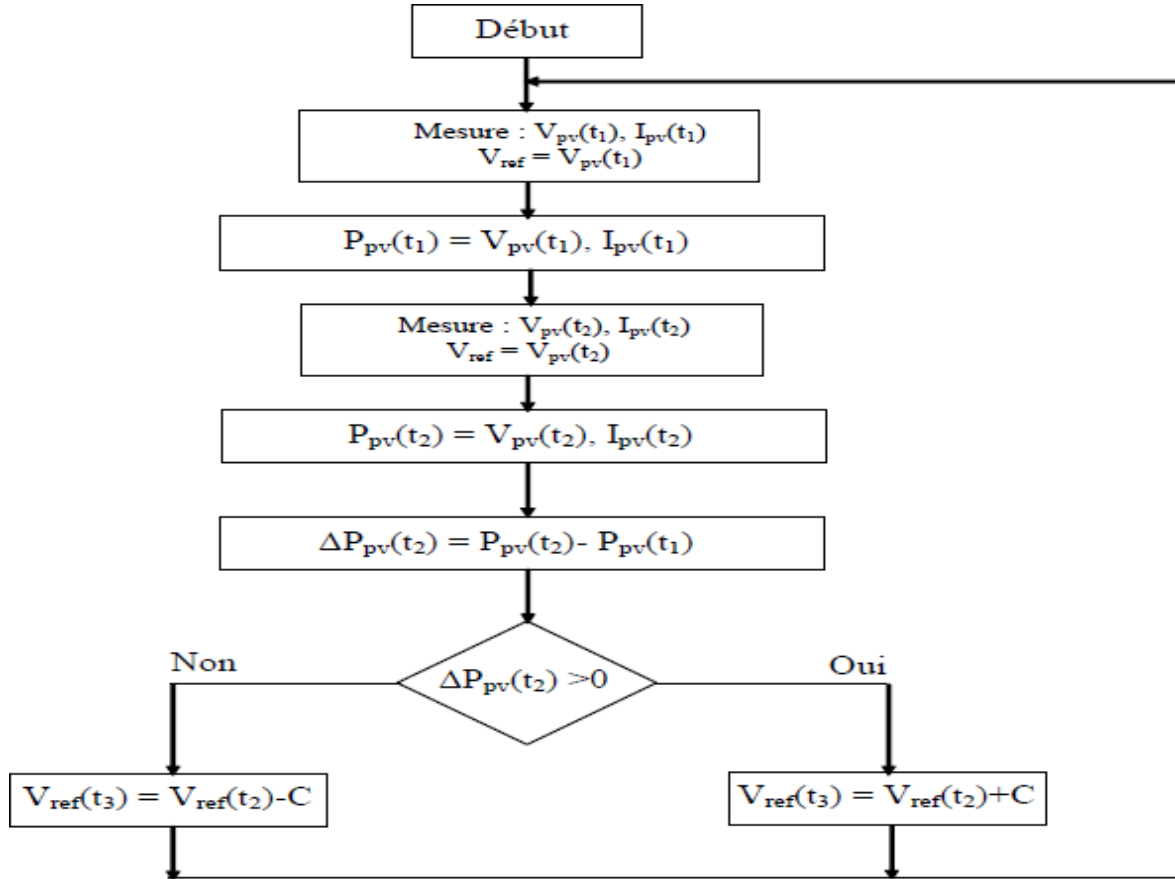 Début
Mesure : Vpv(t1), Ipv(t1)
Vref = Vpv(t1)
Ppv(t1) = Vpv(t1), Ipv(t1)
Mesure : Vpv(t2), Ipv(t2)
Vref = Vpv(t2)
Ppv(t2) = Vpv(t2), Ipv(t2)
ΔPpv(t2) = Ppv(t2)- Ppv(t1)
Non
ΔPpv(t2) >0
Oui
Vref(t3) = Vref(t2)-C
Vref(t3) = Vref(t2)+C